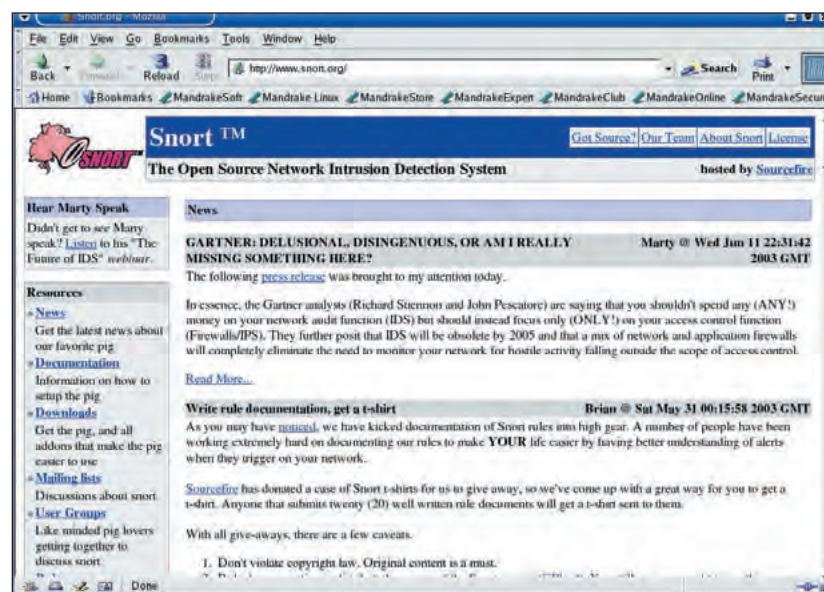 Snort.org - Mozilla
File Edit View Go Bookmarks Tools Window Help
Back Reload http://www.snort.org/ Search Print
Home Bookmarks MandrakeSoft Mandrake Linux MandrakeStore MandrakeExpert MandrakeClub MandrakeOnline MandrakeSecur
SNORT
Snort ™
Got Source? Our Team About Snort License
The Open Source Network Intrusion Detection System
hosted by Sourcefire
Hear Marty Speak
Didn't get to see Marty
speak? Listen to his "The
Future of IDS" webinar.
Resources
» News
Get the latest news about
our favorite pig
» Documentation
Information on how to
setup the pig
» Downloads
Get the pig, and all
addons that make the pig
easier to use
» Mailing lists
Discussions about snort
» User Groups
Like minded pig lovers
getting together to
discuss snort
News
GARTNER: DELUSIONAL, DISINGENUOUS, OR AM I REALLY Marty @ Wed Jun 11 22:31:42
MISSING SOMETHING HERE? 2003 GMT
The following press release was brought to my attention today.
In essence, the Gartner analysts (Richard Stiennon and John Pescatore) are saying that you shouldn't spend any (ANY!)
money on your network audit function (IDS) but should instead focus only (ONLY!) on your access control function
(Firewalls/IPS). They further posit that IDS will be obsolete by 2005 and that a mix of network and application firewalls
will completely eliminate the need to monitor your network for hostile activity falling outside the scope of access control.
Read More...
Write rule documentation, get a t-shirt Brian @ Sat May 31 00:15:58 2003 GMT
As you may have noticed, we have kicked documentation of Snort rules into high gear. A number of people have been
working extremely hard on documenting our rules to make YOUR life easier by having better understanding of alerts
when they trigger on your network.
Sourcefire has donated a case of Snort t-shirts for us to give away, so we've come up with a great way for you to get a
t-shirt. Anyone that submits twenty (20) well written rule documents will get a t-shirt sent to them.
With all give-aways, there are a few caveats.
1. Don't violate copyright law. Original content is a must.
Done